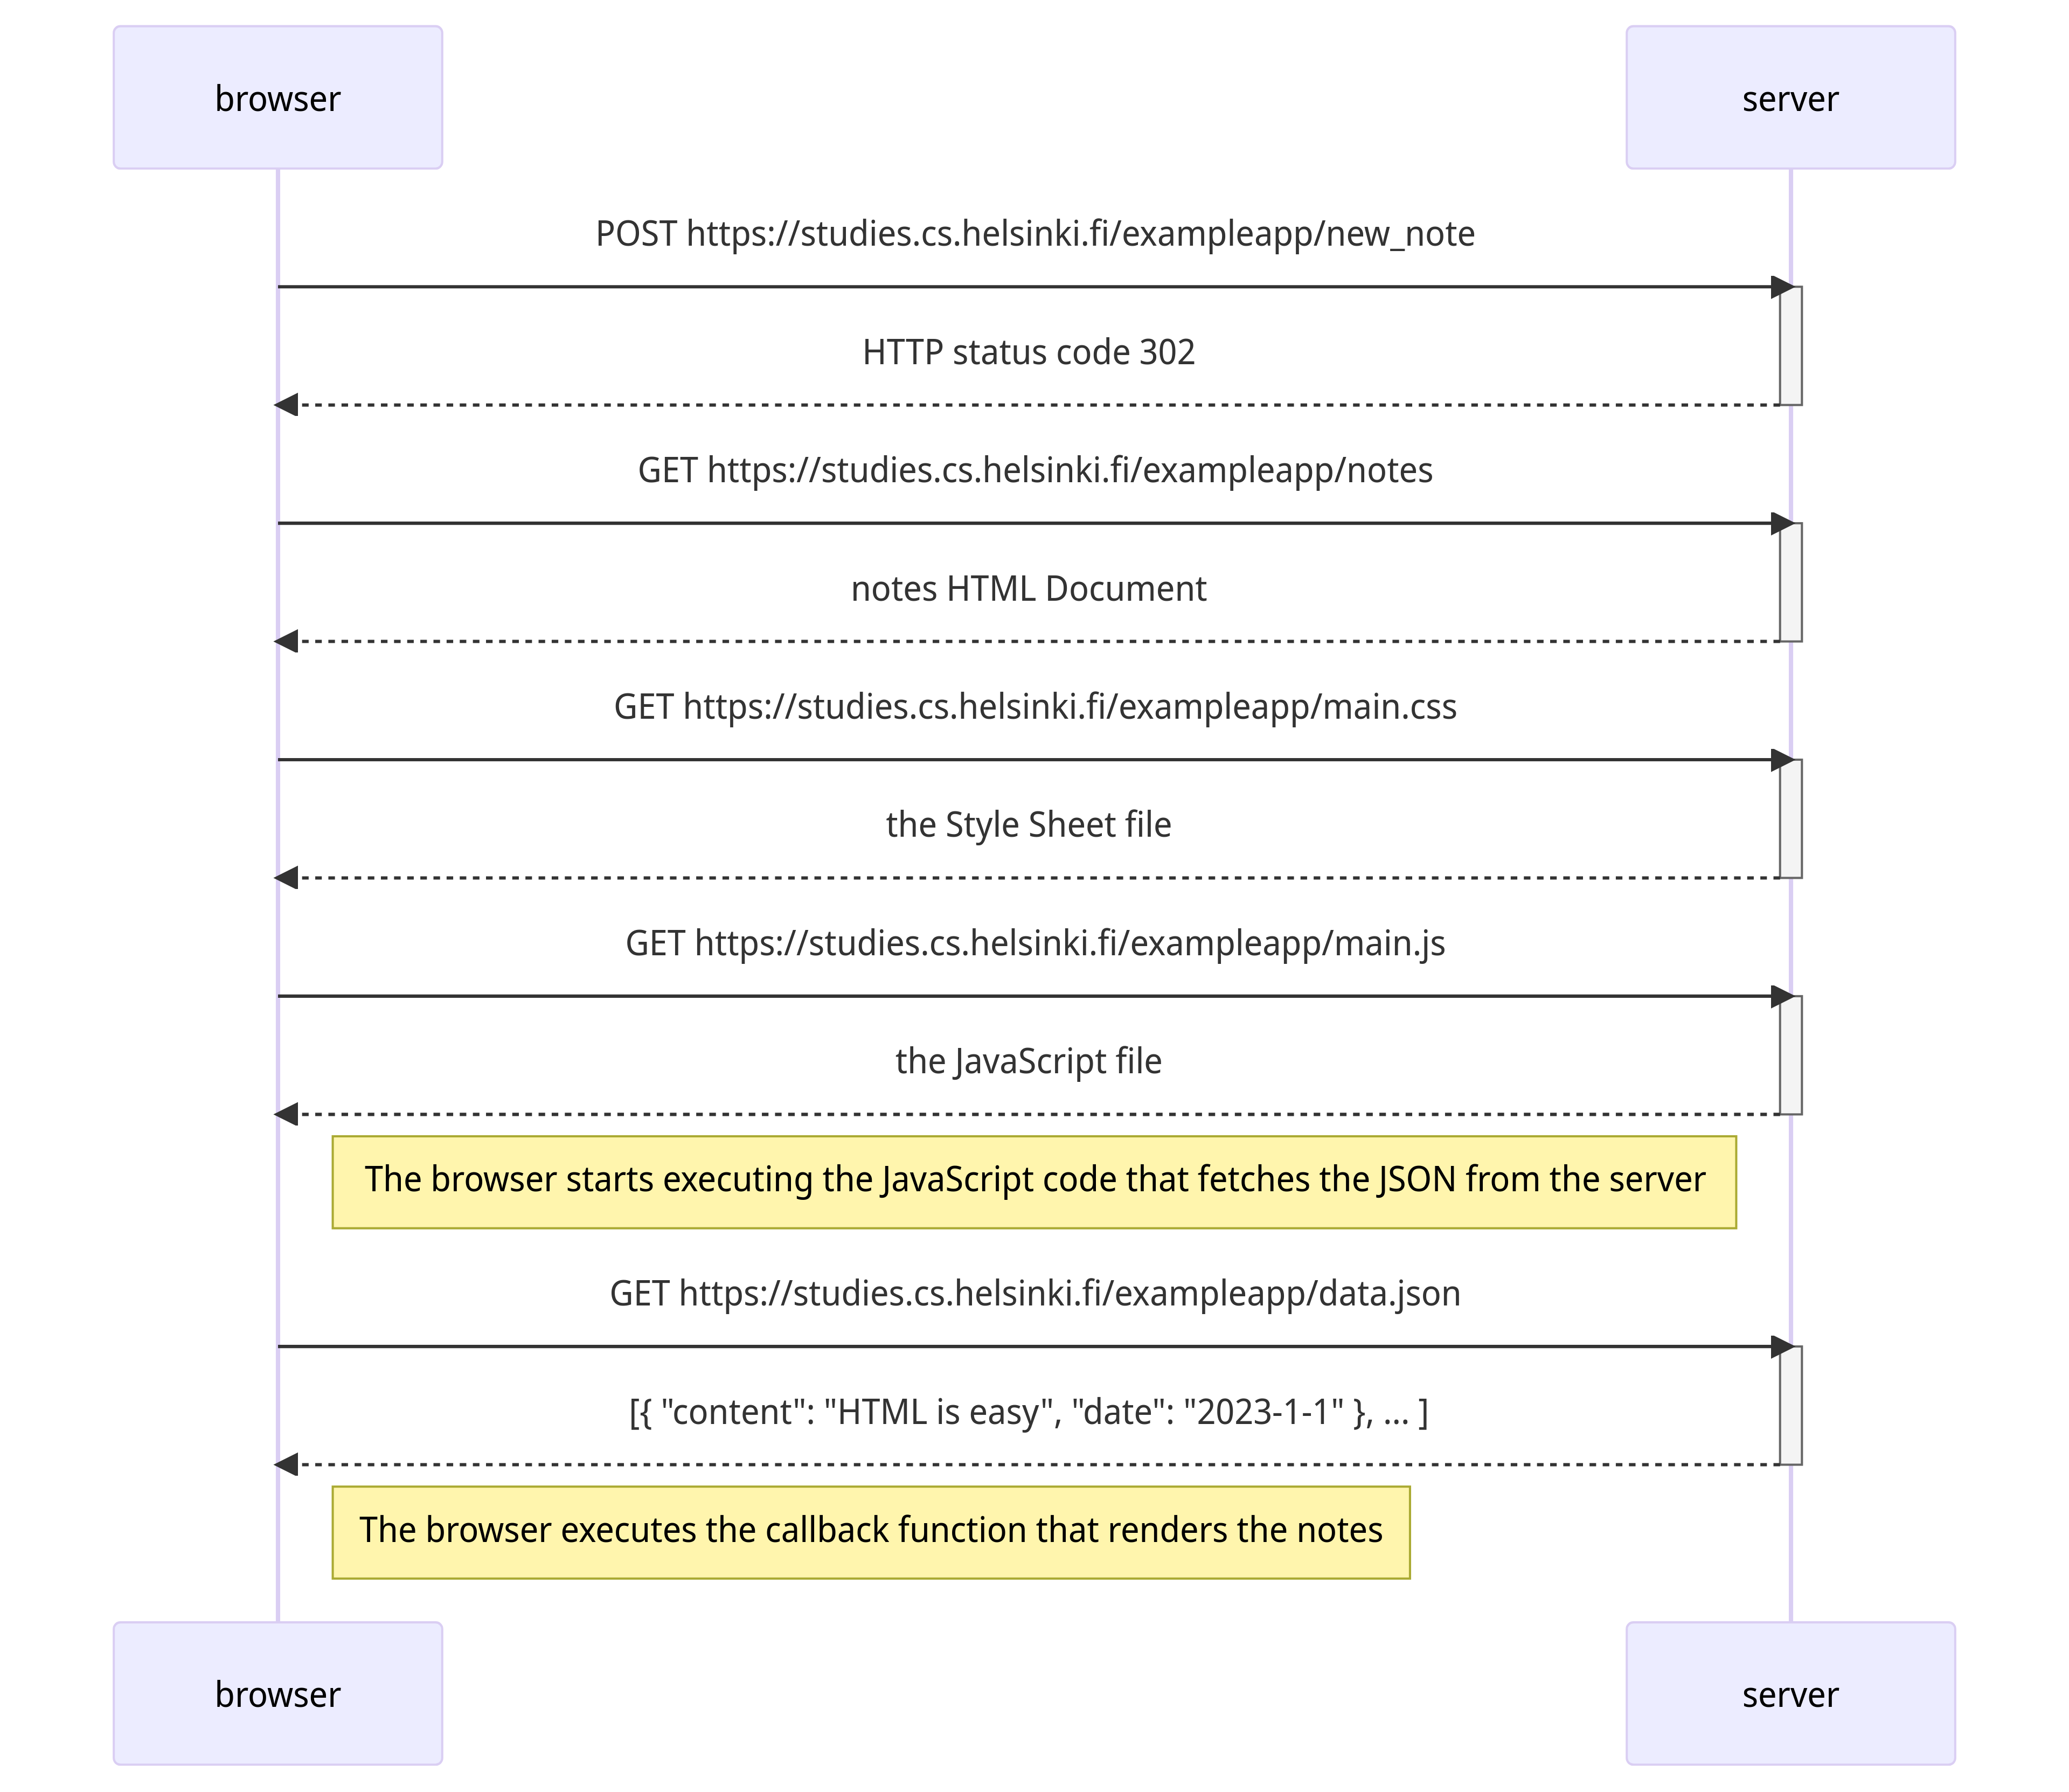 browser
server
POST https://studies.cs.helsinki.fi/exampleapp/new_note
HTTP status code 302
GET https://studies.cs.helsinki.fi/exampleapp/notes
notes HTML Document
GET https://studies.cs.helsinki.fi/exampleapp/main.css
the Style Sheet file
GET https://studies.cs.helsinki.fi/exampleapp/main.js
the JavaScript file
The browser starts executing the JavaScript code that fetches the JSON from the server
GET https://studies.cs.helsinki.fi/exampleapp/data.json
[{ "content": "HTML is easy", "date": "2023-1-1" }, ... ]
The browser executes the callback function that renders the notes
browser
server